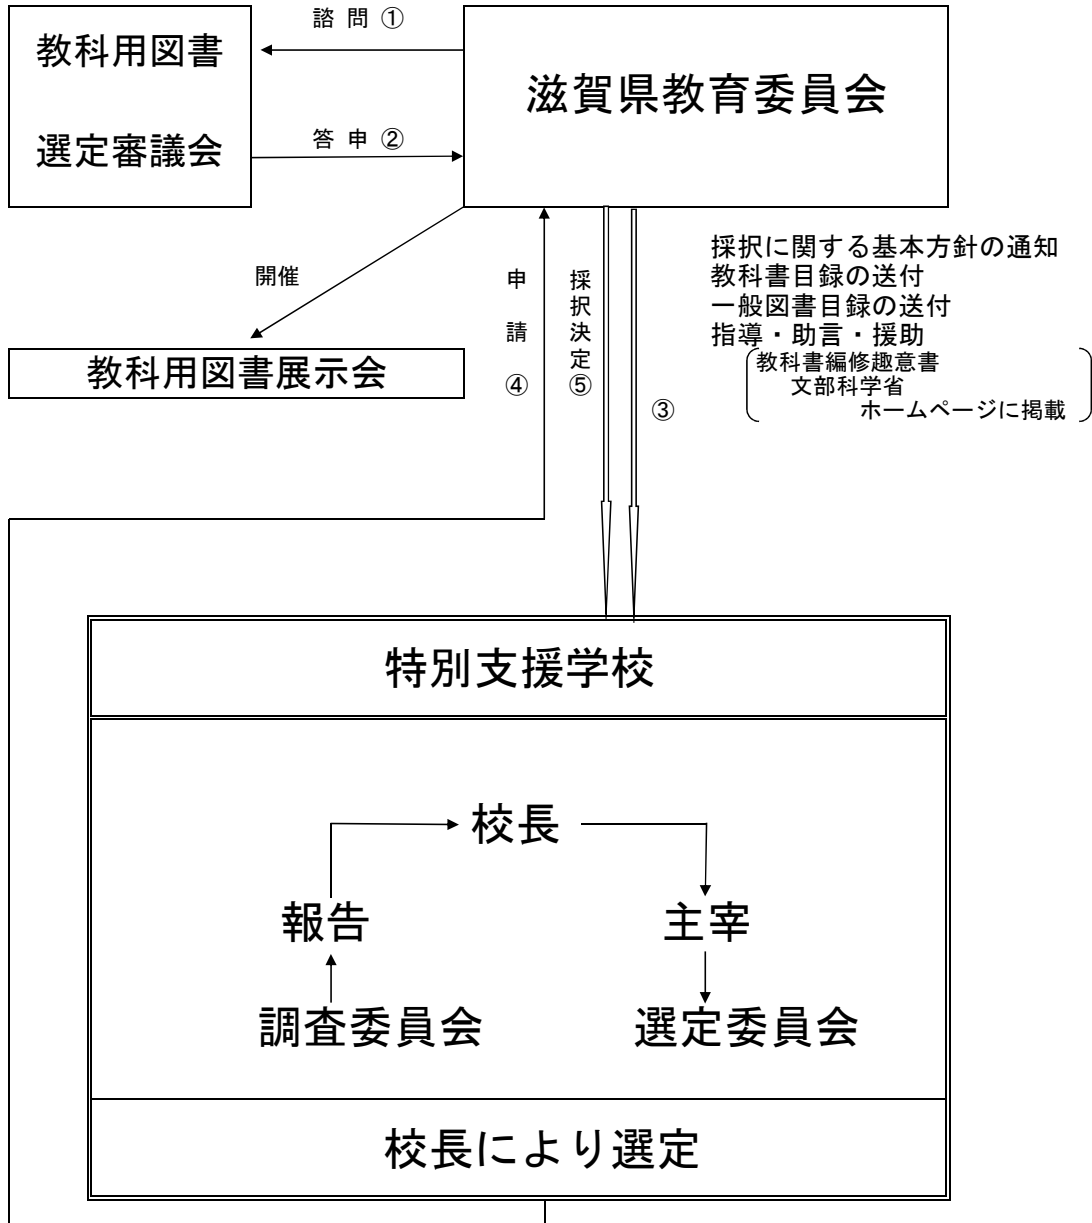 諮問①
教科用図書
選定審議会
滋賀県教育委員会
答申②
開催
教科用図書展示会
申請④
採択決定⑤
③
採択に関する基本方針の通知
教科書目録の送付
一般図書目録の送付
指導・助言・援助
教科書編修趣意書
文部科学省
ホームページに掲載
特別支援学校
校長
報告
主宰
調査委員会
選定委員会
校長により選定